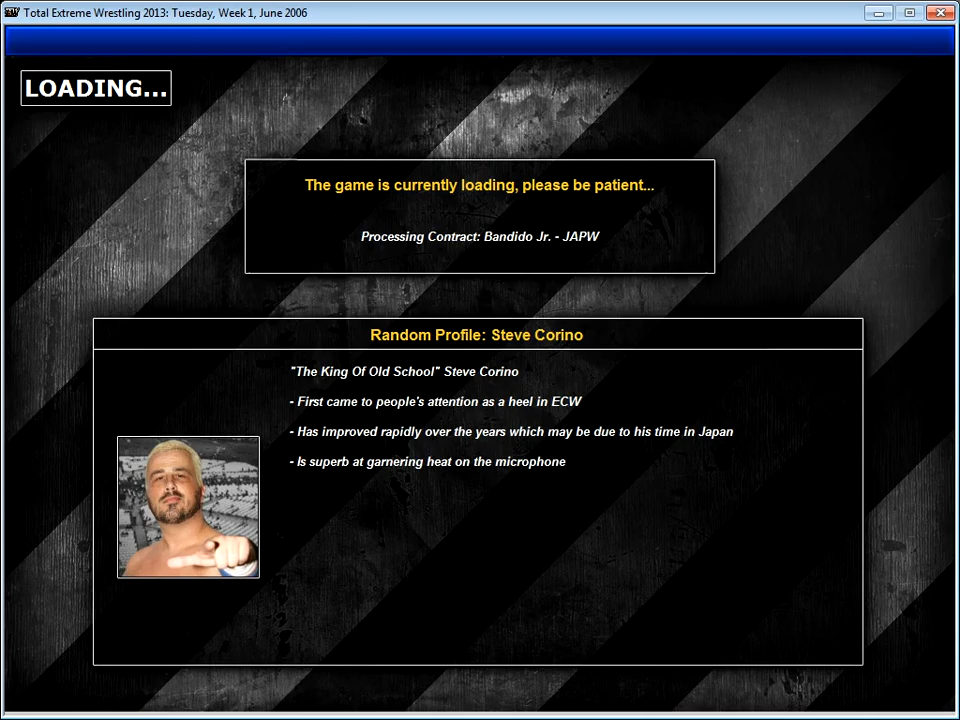 Total Extreme Wrestling 2013: Tuesday, Week 1, June 2006
LOADING...
The game is currently loading, please be patient...
Processing Contract: Bandido Jr. - JAPW
Random Profile: Steve Corino
"The King Of Old School" Steve Corino
- First came to people's attention as a heel in ECW
- Has improved rapidly over the years which may be due to his time in Japan
- Is superb at garnering heat on the microphone